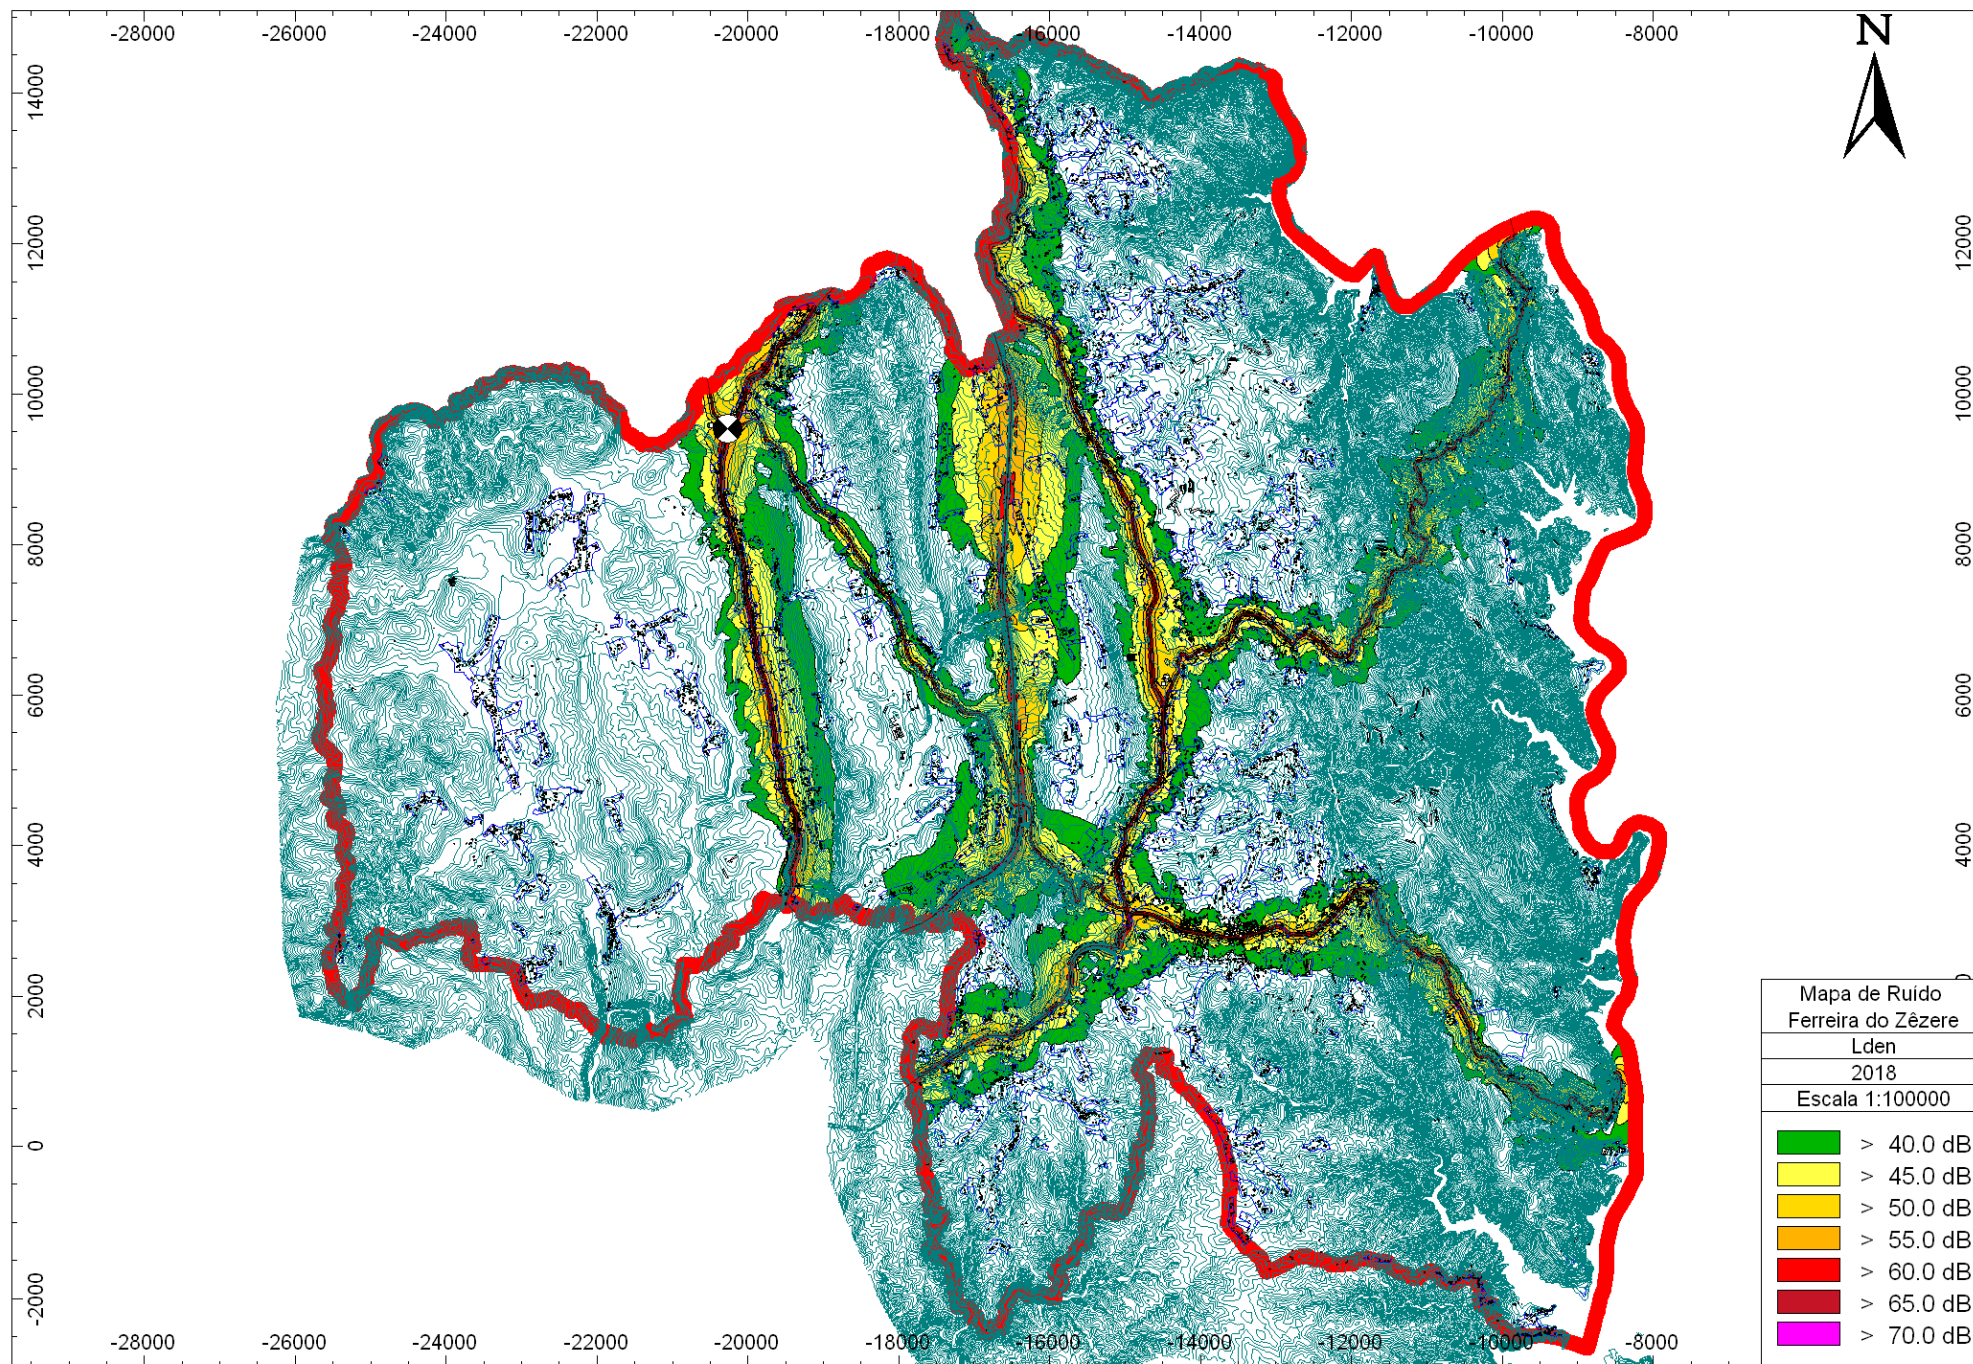 N
-28000 -26000 -24000 -22000 -20000 -18000 -16000 -14000 -12000 -10000 -8000
14000
12000 12000
10000 10000
8000 8000
6000 6000
4000 4000
2000
0
-2000
Mapa de Ruído
Ferreira do Zêzere
Lden
2018
Escala 1:100000
> 40.0 dB
> 45.0 dB
> 50.0 dB
> 55.0 dB
> 60.0 dB
> 65.0 dB
> 70.0 dB
-28000 -26000 -24000 -22000 -20000 -18000 -16000 -14000 -12000 -10000 -8000